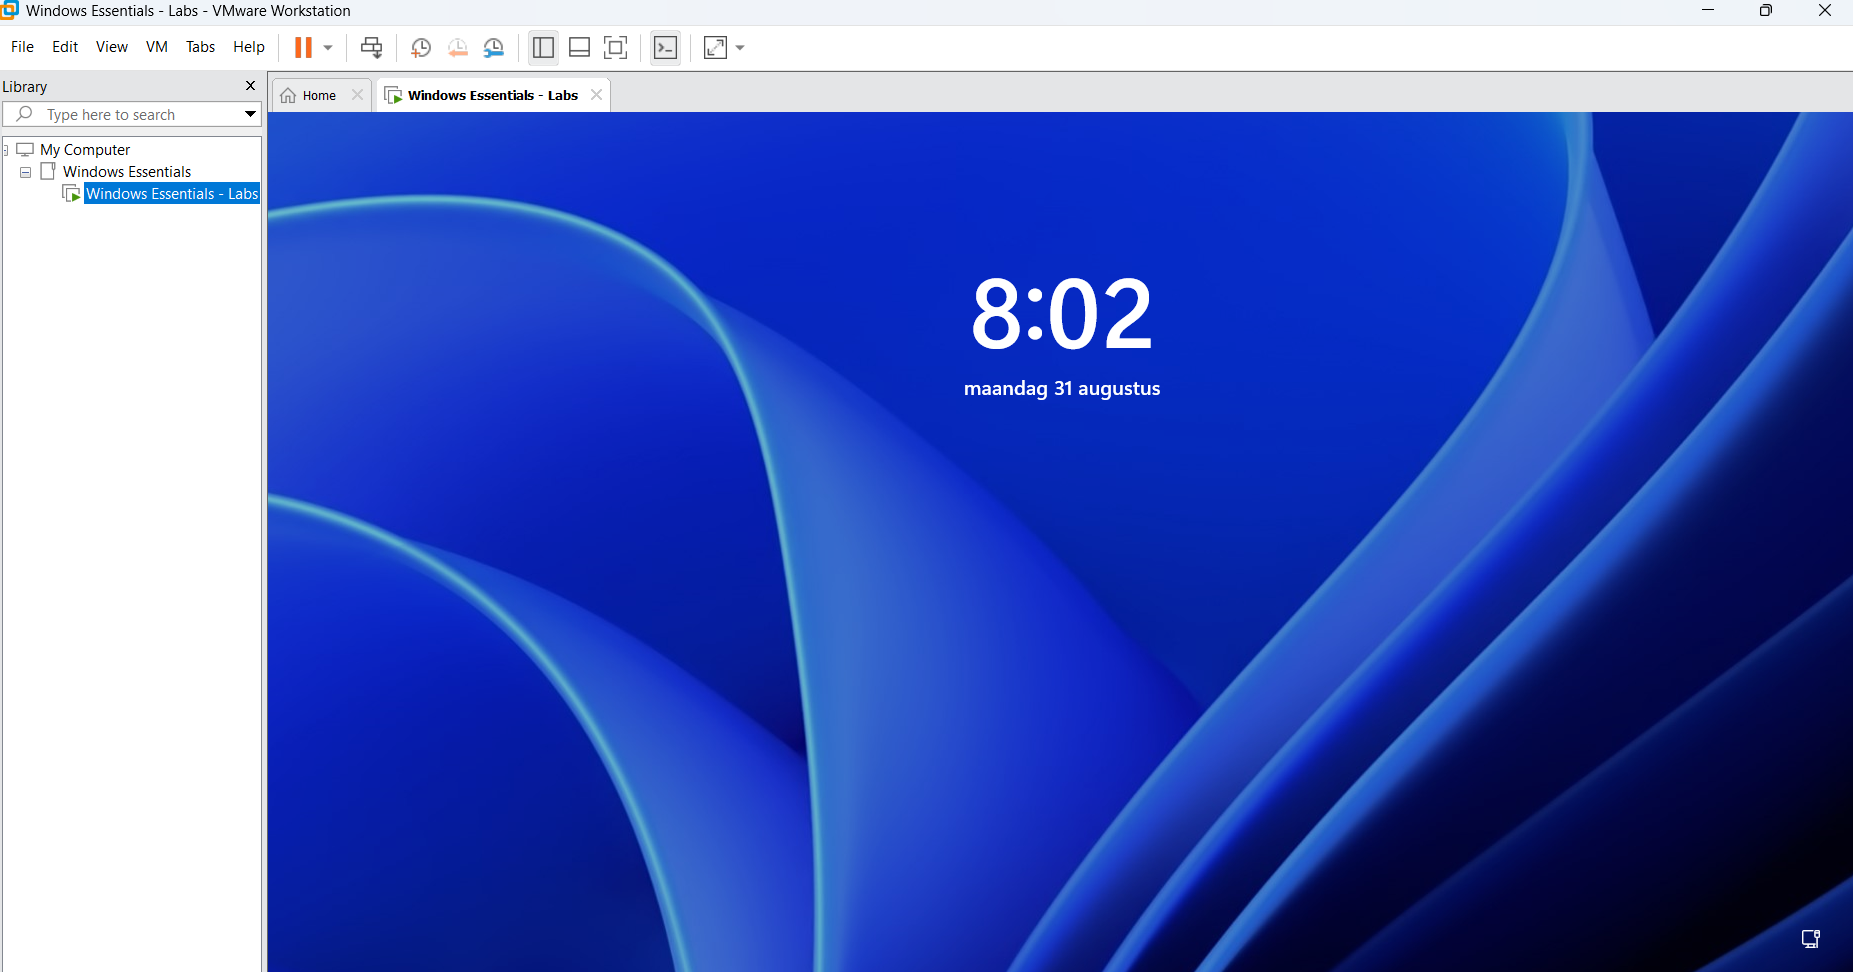 Windows Essentials - Labs - VMware Workstation
File Edit View VM Tabs Help
Library
Home
Windows Essentials - Labs
Type here to search
My Computer
Windows Essentials
Windows Essentials - Labs
8:02
maandag 31 augustus